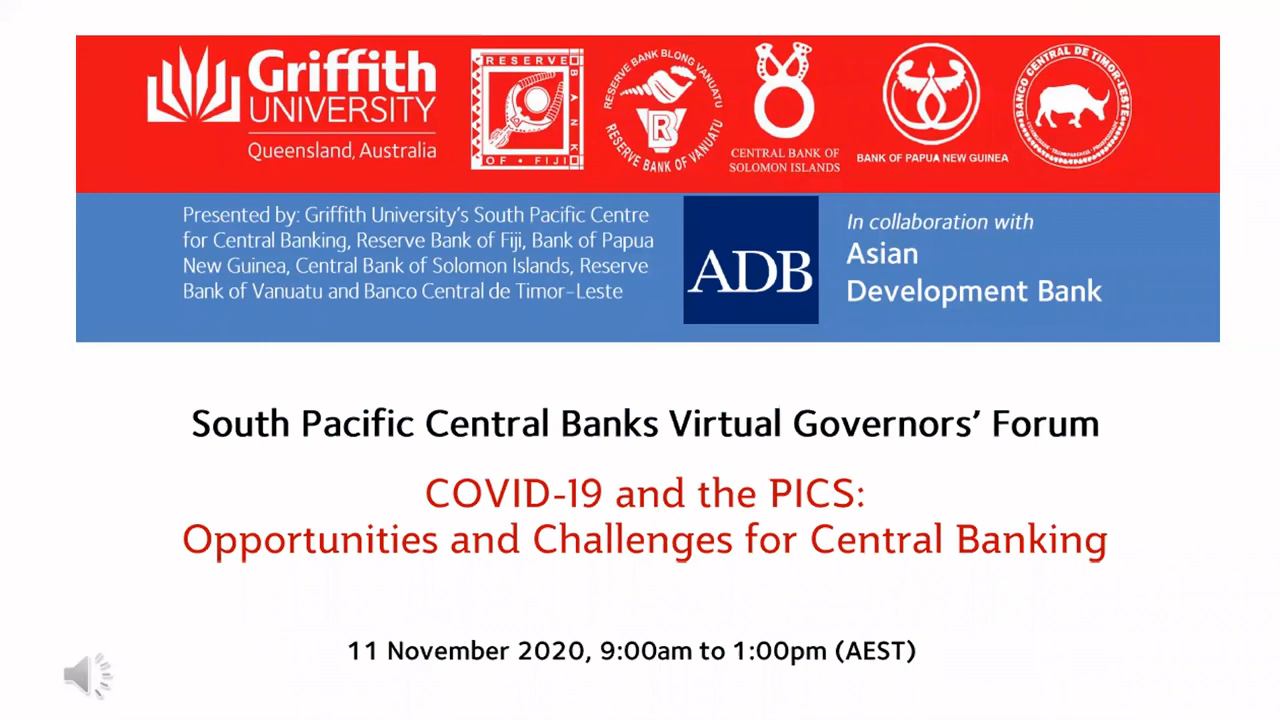 Griffith
UNIVERSITY
Queensland, Australia
RESERVE
BANK
OF • FIJI
RESERVE BANK BLONG VANUATU
R
RESERVE BANK OF VANUATU
CENTRAL BANK OF
SOLOMON ISLANDS
BANK OF PAPUA NEW GUINEA
BANCO CENTRAL DE TIMOR-LESTE
Presented by: Griffith University's South Pacific Centre
for Central Banking, Reserve Bank of Fiji, Bank of Papua
New Guinea, Central Bank of Solomon Islands, Reserve
Bank of Vanuatu and Banco Central de Timor–Leste
ADB
In collaboration with
Asian
Development Bank
South Pacific Central Banks Virtual Governors’ Forum
COVID-19 and the PICS:
Opportunities and Challenges for Central Banking
11 November 2020, 9:00am to 1:00pm (AEST)